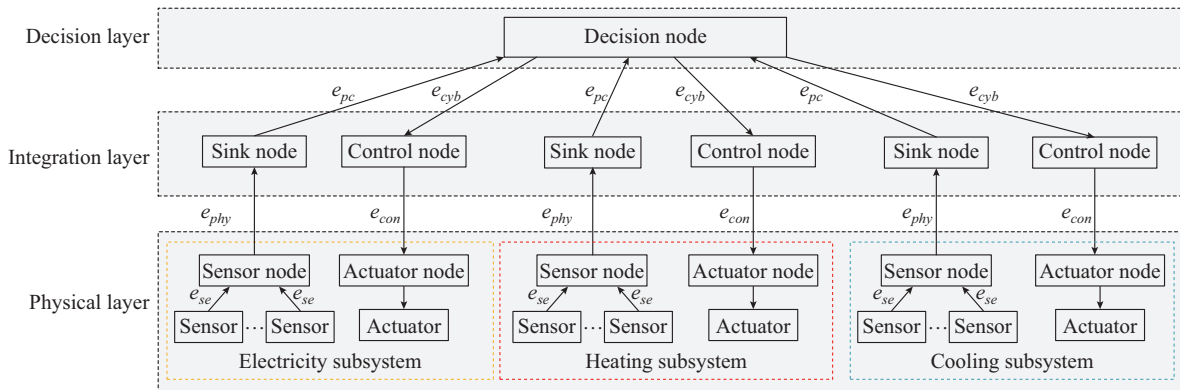 Decision layer
Decision node
e_pc e_cyb e_pc e_cyb e_pc e_cyb
Integration layer
Sink node Control node Sink node Control node Sink node Control node
e_phy e_con e_phy e_con e_phy e_con
Physical layer
Sensor node Actuator node Sensor node Actuator node Sensor node Actuator node
e_se e_se e_se e_se e_se e_se
Sensor ··· Sensor Actuator Sensor ··· Sensor Actuator Sensor ··· Sensor Actuator
Electricity subsystem Heating subsystem Cooling subsystem